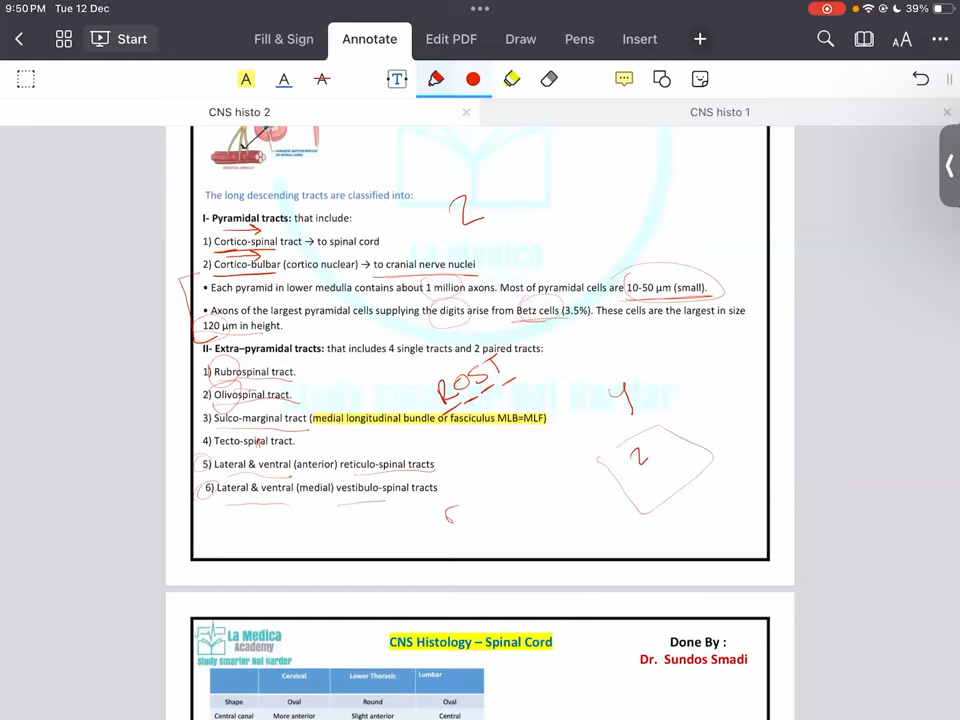 9:50 PM Tue 12 Dec
39%
Start
Fill & Sign
Annotate
Edit PDF
Draw
Pens
Insert
CNS histo 2
CNS histo 1
The long descending tracts are classified into:
2
I- Pyramidal tracts: that include:
1) Cortico-spinal tract → to spinal cord
2) Cortico-bulbar (cortico nuclear) → to cranial nerve nuclei
• Each pyramid in lower medulla contains about 1 million axons. Most of pyramidal cells are 10-50 µm (small).
• Axons of the largest pyramidal cells supplying the digits arise from Betz cells (3.5%). These cells are the largest in size
120 µm in height.
II- Extra–pyramidal tracts: that includes 4 single tracts and 2 paired tracts:
1) Rubrospinal tract.
ROST
2) Olivospinal tract.
4
3) Sulco-marginal tract (medial longitudinal bundle or fasciculus MLB=MLF)
4) Tecto-spinal tract.
2
5) Lateral & ventral (anterior) reticulo-spinal tracts
6) Lateral & ventral (medial) vestibulo-spinal tracts
6
La Medica
Academy
Study Smarter Not Harder
CNS Histology – Spinal Cord
Done By :
Dr. Sundos Smadi
Cervical Lower Thoracic Lumbar
Shape Oval Round Oval
Central canal More anterior Slight anterior Central